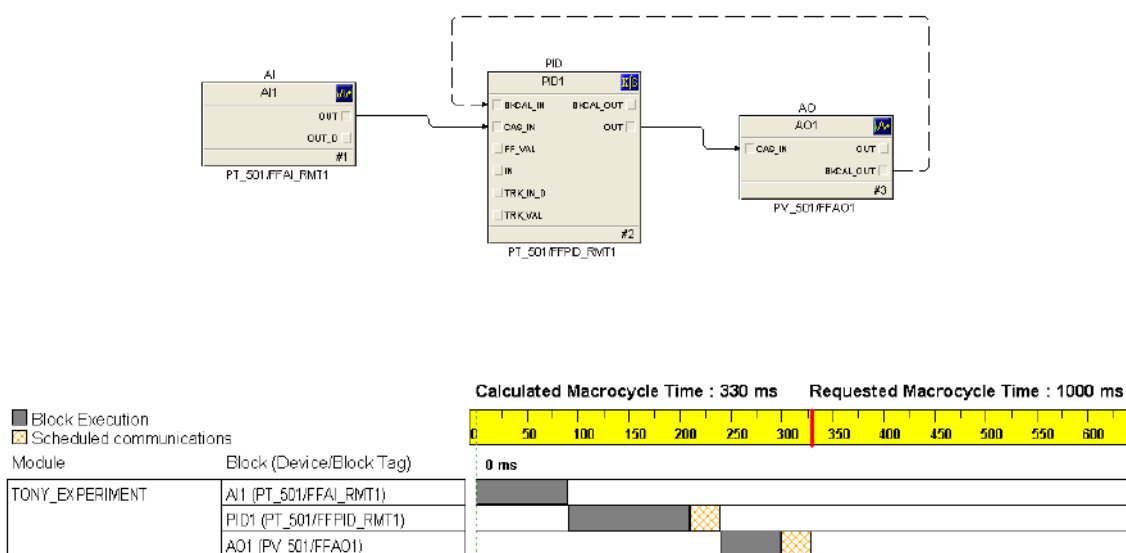 AI
AI1
OUT
OUT_D
#1
PT_501/FFAI_RMT1
PID
PID1
BKCAL_IN BKCAL_OUT
CAS_IN OUT
FF_VAL
IN
TRK_IN_D
TRK_VAL
#2
PT_501/FFPID_RMT1
AO
AO1
CAS_IN OUT
BKCAL_OUT
#3
PV_501/FFAO1
Calculated Macrocycle Time : 330 ms Requested Macrocycle Time : 1000 ms
Block Execution
Scheduled communications
0 50 100 150 200 250 300 350 400 450 500 550 600
Module Block (Device/Block Tag) 0 ms
TONY_EXPERIMENT AI1 (PT_501/FFAI_RMT1)
PID1 (PT_501/FFPID_RMT1)
AO1 (PV_501/FFAO1)